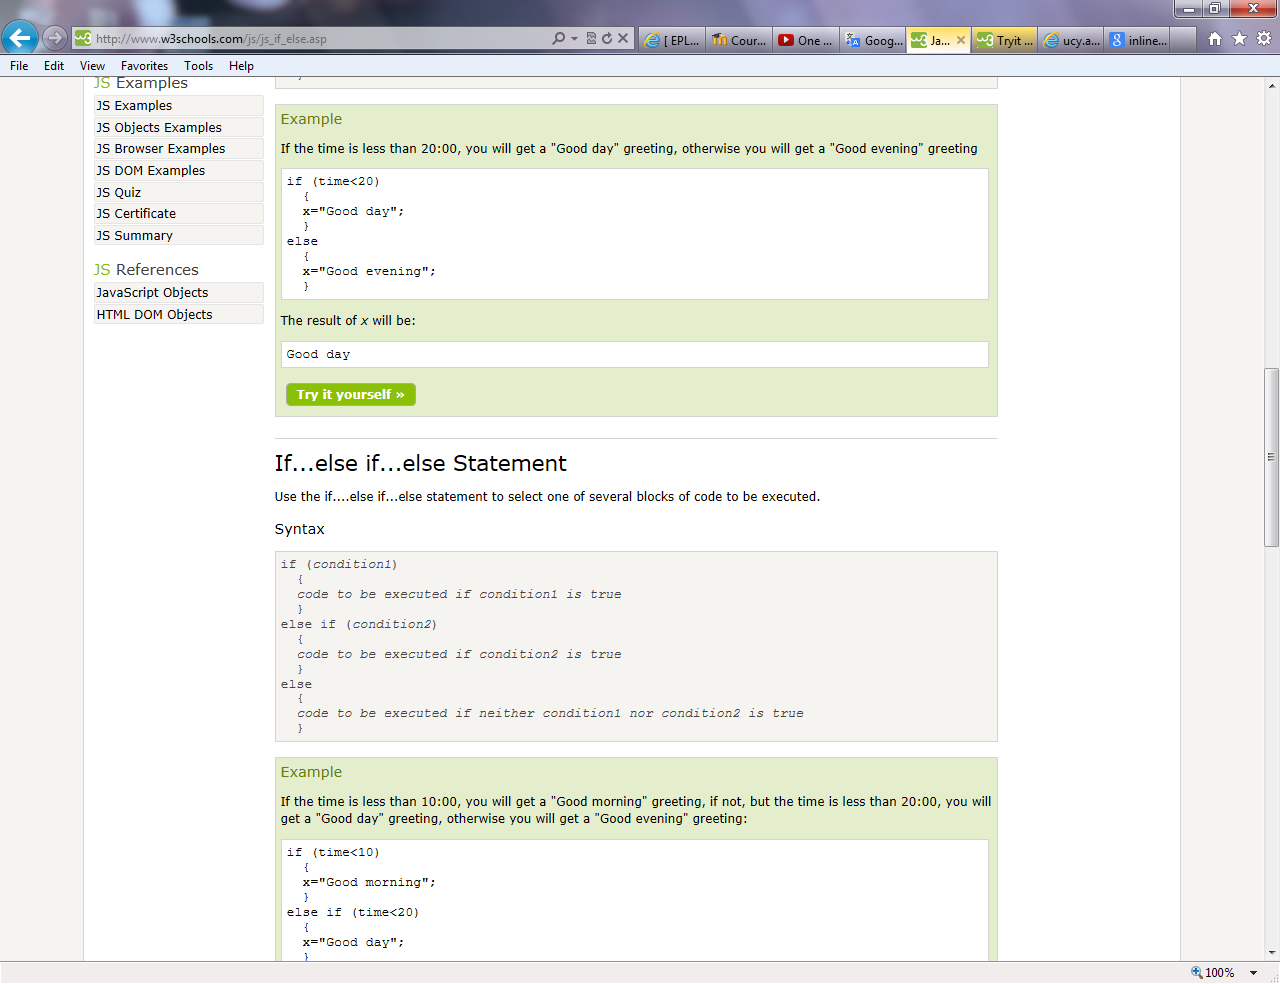 http://www.w3schools.com/js/js_if_else.asp
[ EPL...
Cour...
One ...
Goog...
Ja...
Tryit ...
ucy.a...
inline...
File Edit View Favorites Tools Help
JS Examples
JS Examples
JS Objects Examples
JS Browser Examples
JS DOM Examples
JS Quiz
JS Certificate
JS Summary
JS References
JavaScript Objects
HTML DOM Objects
Example
If the time is less than 20:00, you will get a "Good day" greeting, otherwise you will get a "Good evening" greeting
if (time<20)
{
x="Good day";
}
else
{
x="Good evening";
}
The result of x will be:
Good day
Try it yourself »
If...else if...else Statement
Use the if....else if...else statement to select one of several blocks of code to be executed.
Syntax
if (condition1)
{
code to be executed if condition1 is true
}
else if (condition2)
{
code to be executed if condition2 is true
}
else
{
code to be executed if neither condition1 nor condition2 is true
}
Example
If the time is less than 10:00, you will get a "Good morning" greeting, if not, but the time is less than 20:00, you will
get a "Good day" greeting, otherwise you will get a "Good evening" greeting:
if (time<10)
{
x="Good morning";
}
else if (time<20)
{
x="Good day";
}
100%